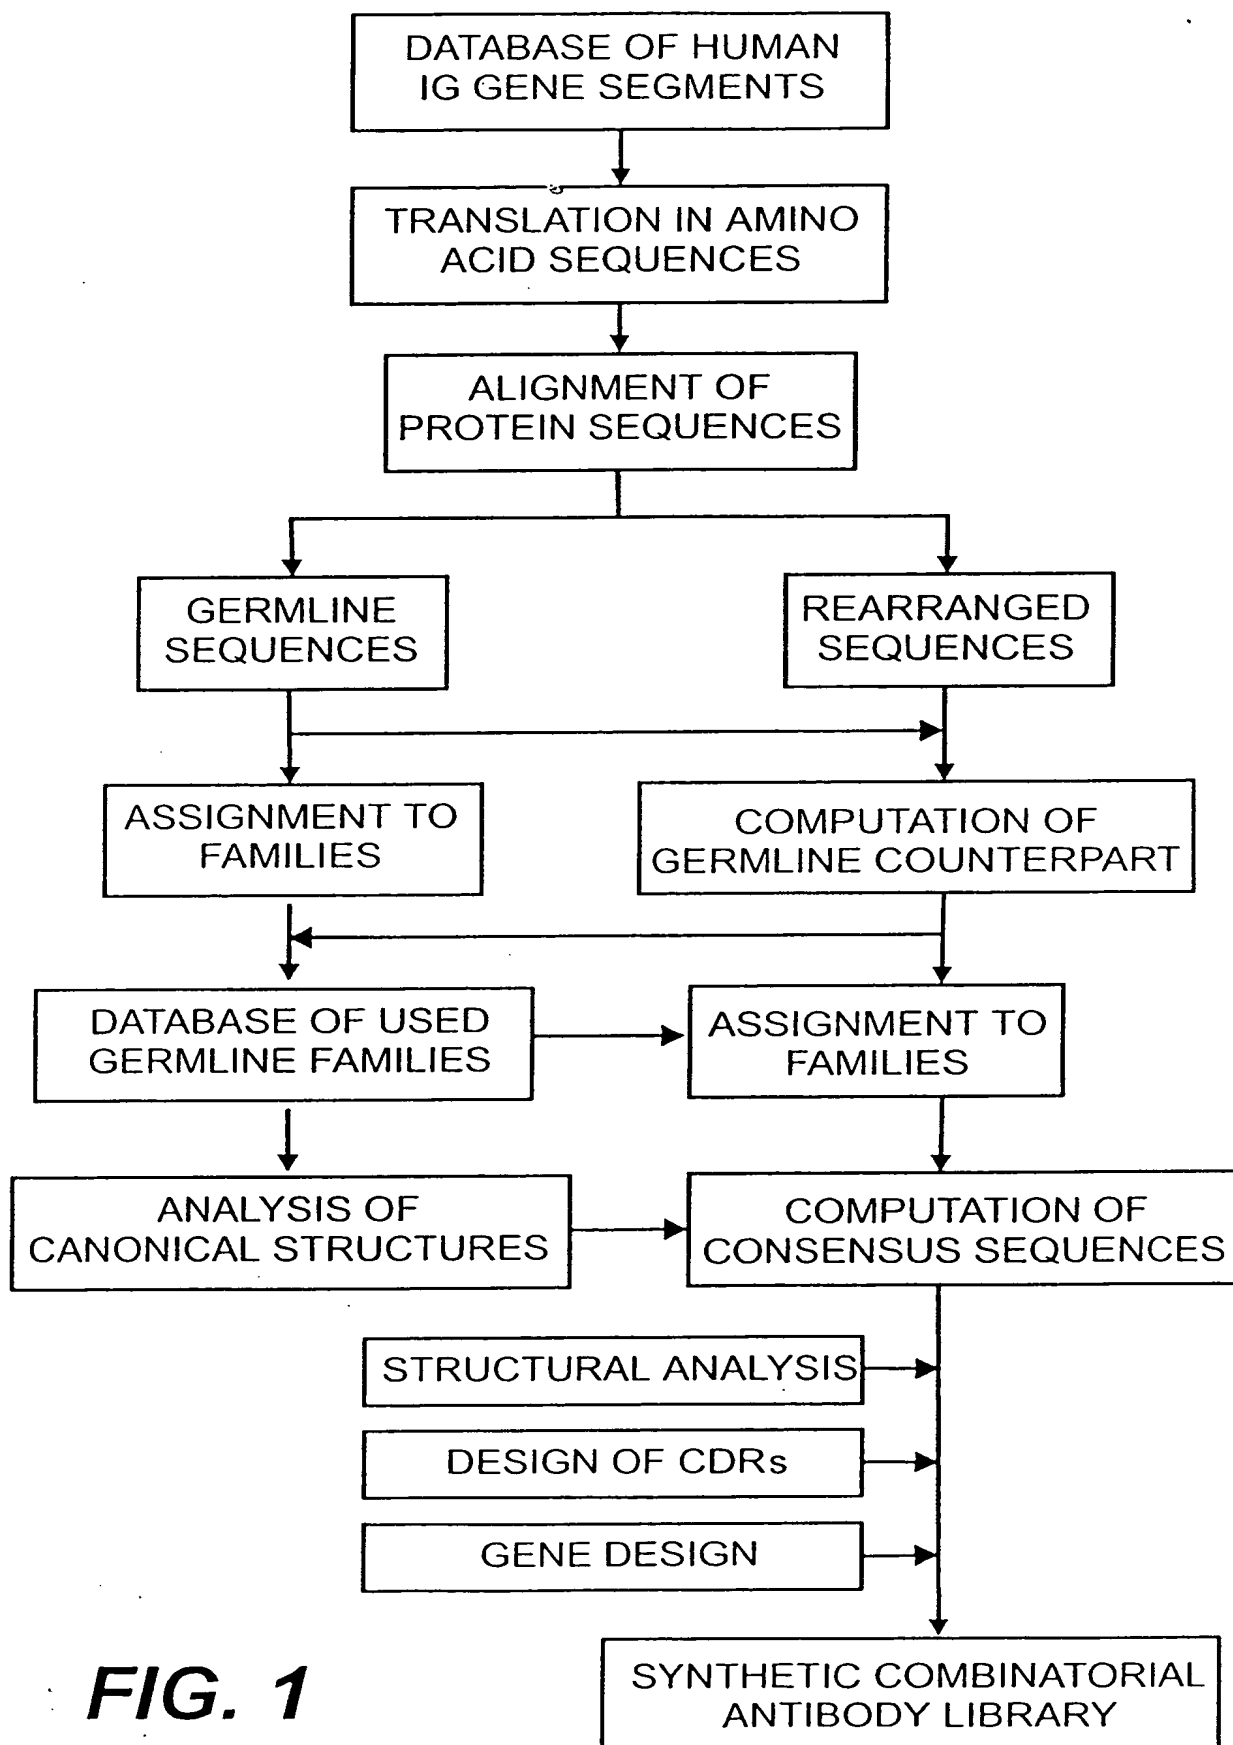 DATABASE OF HUMAN
IG GENE SEGMENTS
TRANSLATION IN AMINO
ACID SEQUENCES
ALIGNMENT OF
PROTEIN SEQUENCES
GERMLINE
SEQUENCES
REARRANGED
SEQUENCES
ASSIGNMENT TO
FAMILIES
COMPUTATION OF
GERMLINE COUNTERPART
DATABASE OF USED
GERMLINE FAMILIES
ASSIGNMENT TO
FAMILIES
ANALYSIS OF
CANONICAL STRUCTURES
COMPUTATION OF
CONSENSUS SEQUENCES
STRUCTURAL ANALYSIS
DESIGN OF CDRs
GENE DESIGN
SYNTHETIC COMBINATORIAL
ANTIBODY LIBRARY
FIG. 1